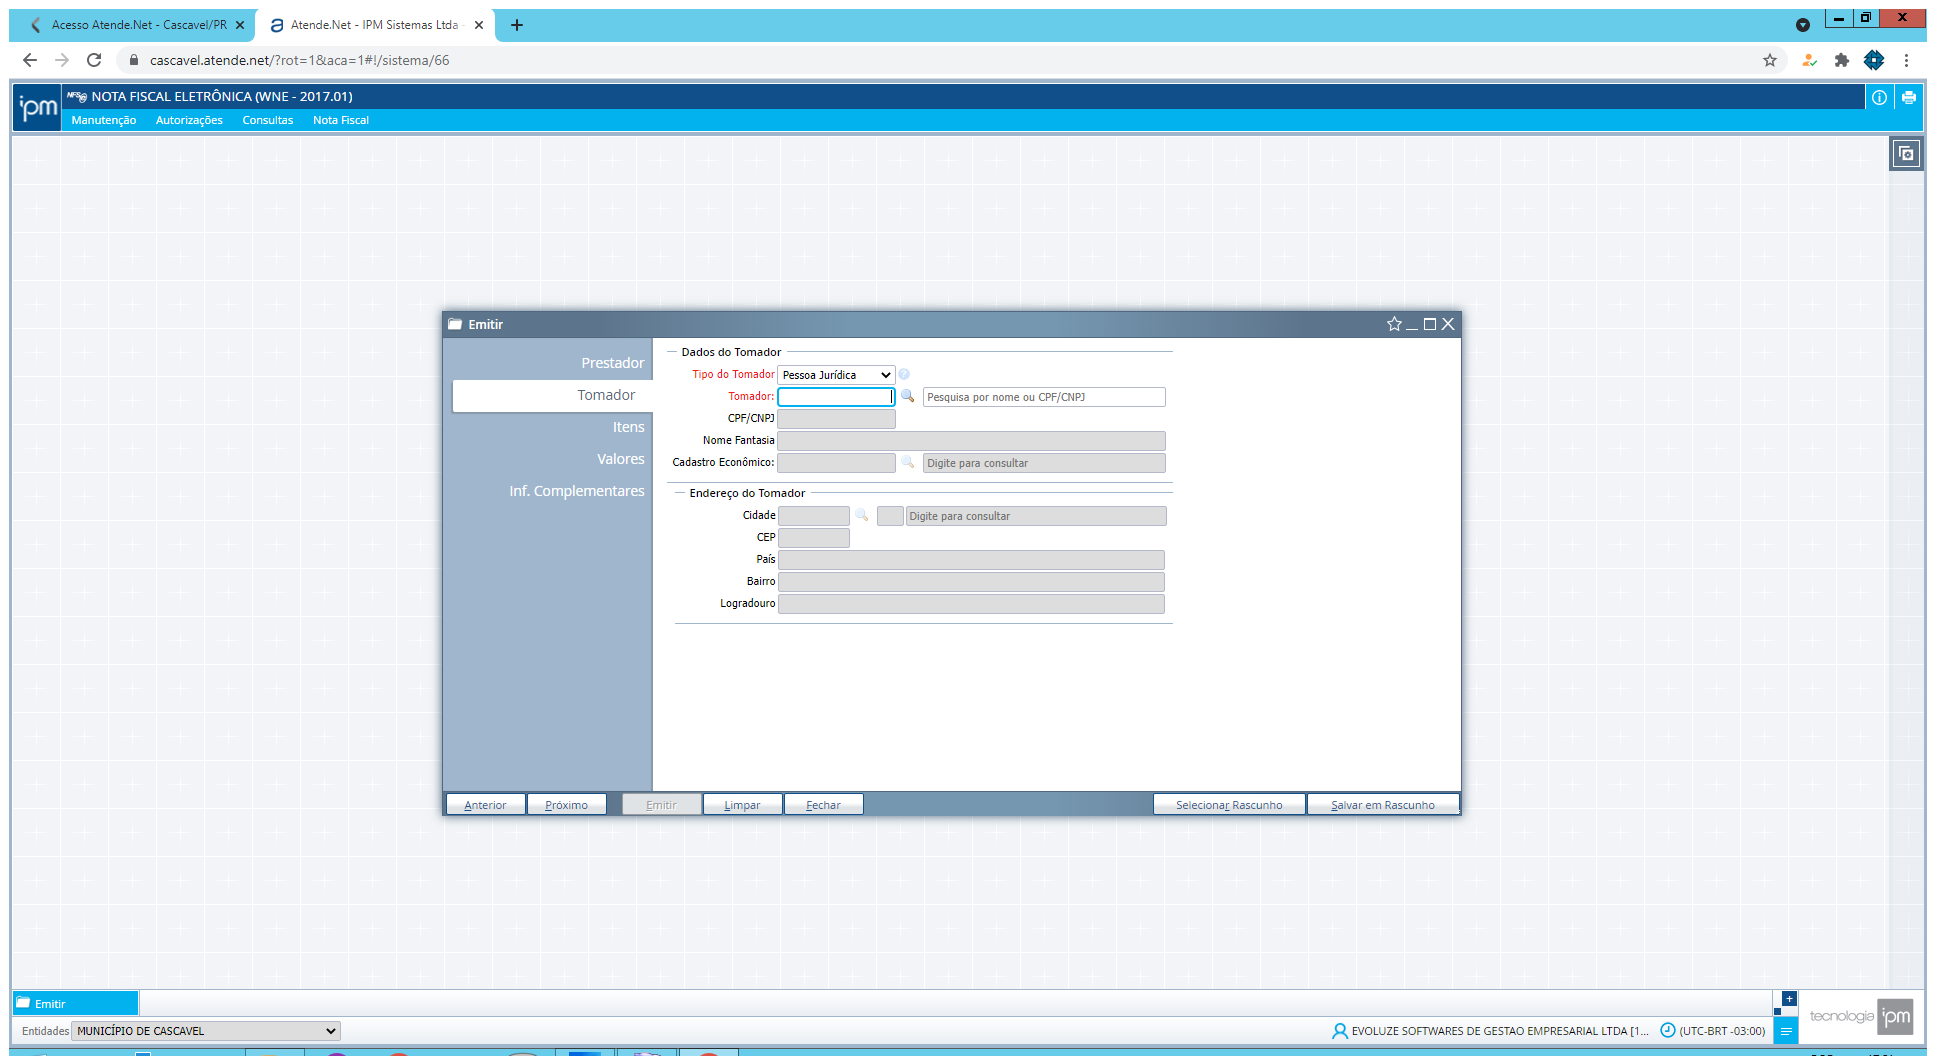 Acesso Atende.Net - Cascavel/PR
Atende.Net - IPM Sistemas Ltda
cascavel.atende.net/?rot=1&aca=1#!/sistema/66
ipm
NFS-e NOTA FISCAL ELETRÔNICA (WNE - 2017.01)
Manutenção Autorizações Consultas Nota Fiscal
Emitir
Prestador
Tomador
Itens
Valores
Inf. Complementares
Dados do Tomador
Tipo do Tomador Pessoa Jurídica
Tomador: Pesquisa por nome ou CPF/CNPJ
CPF/CNPJ
Nome Fantasia
Cadastro Econômico: Digite para consultar
Endereço do Tomador
Cidade Digite para consultar
CEP
País
Bairro
Logradouro
Anterior Próximo Emitir Limpar Fechar Selecionar Rascunho Salvar em Rascunho
Emitir
Entidades MUNICÍPIO DE CASCAVEL
EVOLUZE SOFTWARES DE GESTAO EMPRESARIAL LTDA [1... (UTC-BRT -03:00)
tecnologia ipm